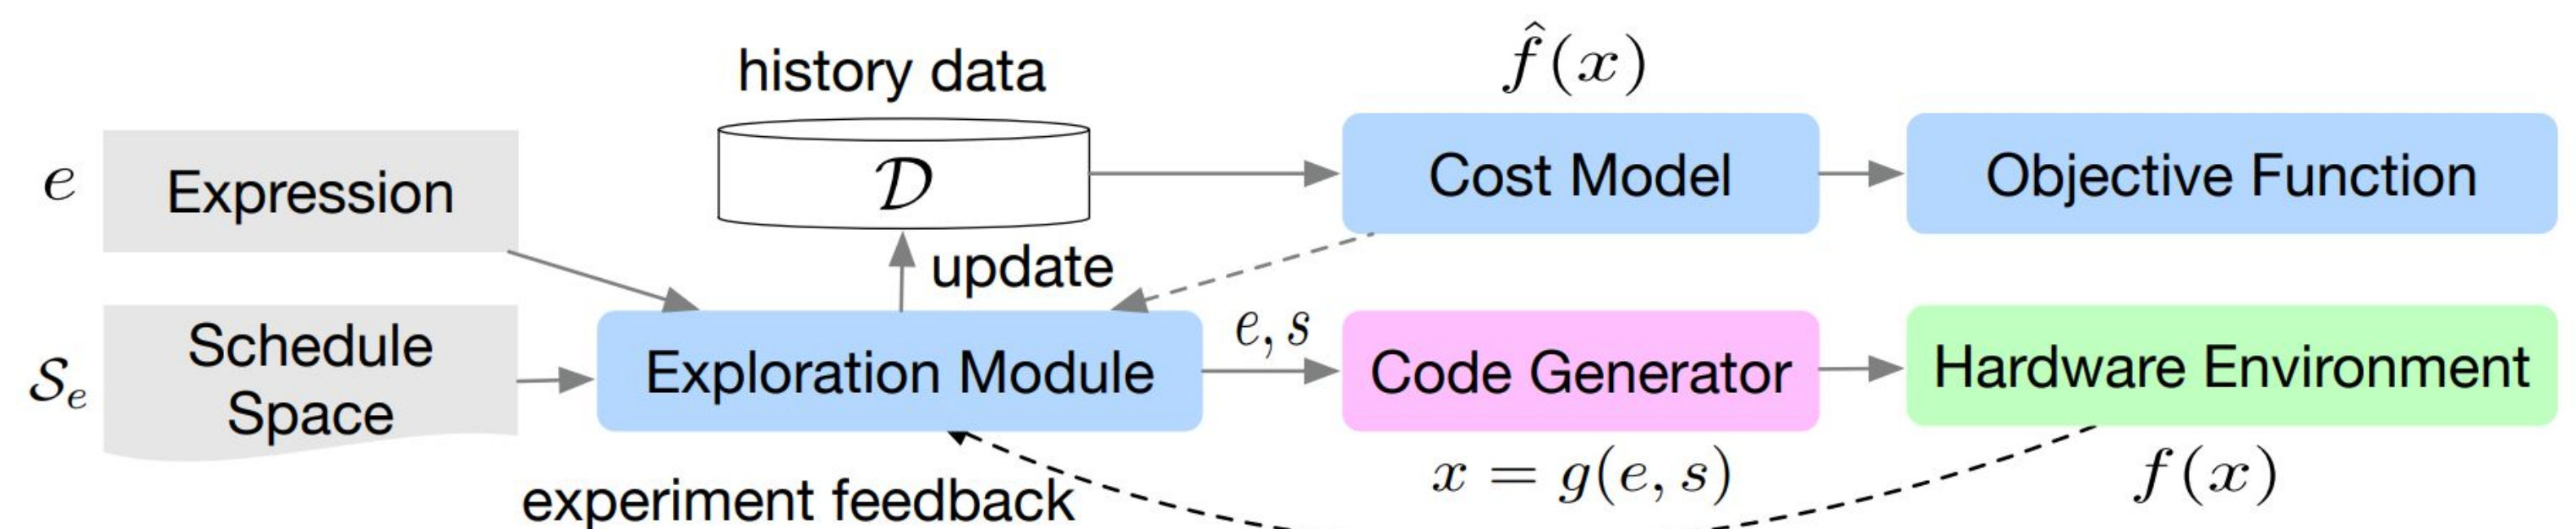 history data
f̂(x)
e
Expression
𝒟
Cost Model
Objective Function
update
𝒮ₑ
Schedule
Space
Exploration Module
e, s
Code Generator
Hardware Environment
experiment feedback
x = g(e, s)
f(x)